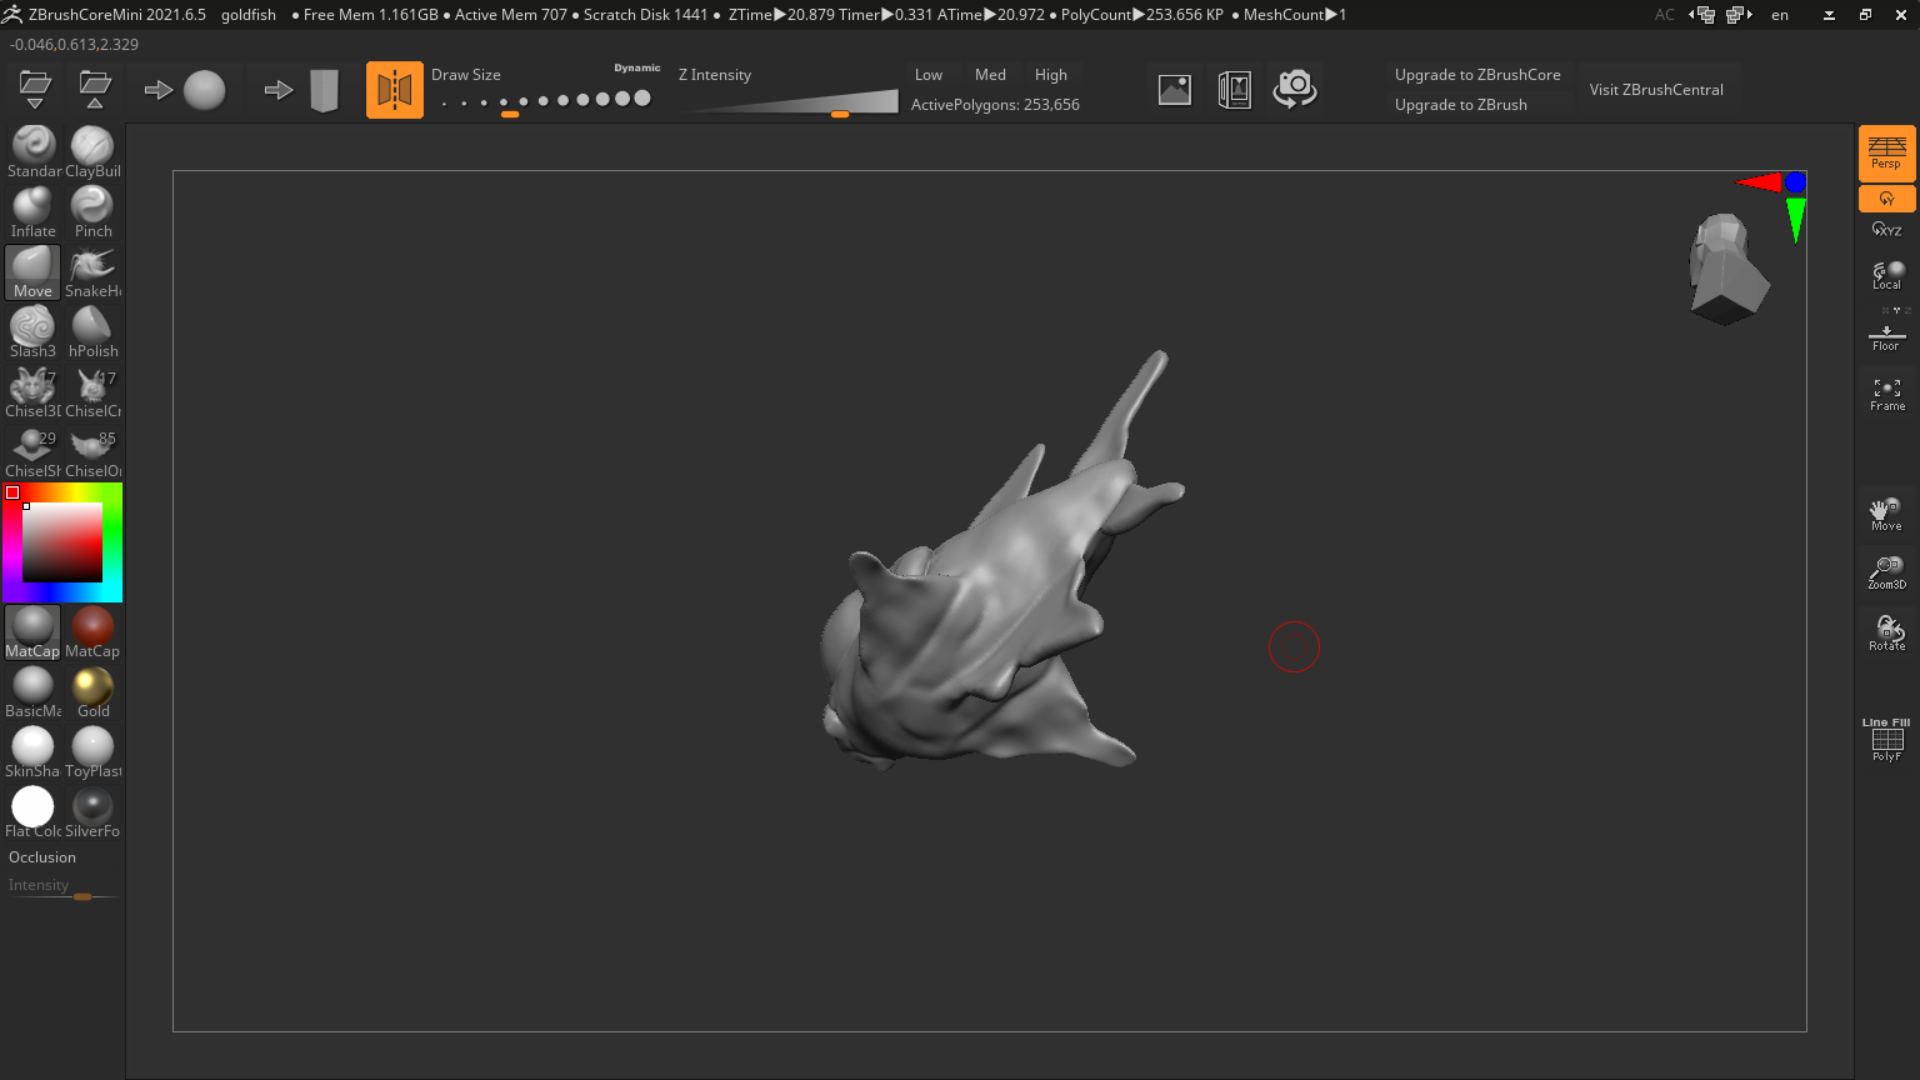 ZBrushCoreMini 2021.6.5 goldfish • Free Mem 1.161GB • Active Mem 707 • Scratch Disk 1441 • ZTime▶20.879 Timer▶0.331 ATime▶20.972 • PolyCount▶253.656 KP • MeshCount▶1 AC en
-0.046,0.613,2.329
Draw Size Dynamic Z Intensity Low Med High Upgrade to ZBrushCore
ActivePolygons: 253,656 Upgrade to ZBrush Visit ZBrushCentral
Standar ClayBuil
Inflate Pinch
Move SnakeH
Slash3 hPolish
7 17
Chisel3D ChiselCr
29 85
ChiselSh ChiselOr
MatCap MatCap
BasicMa Gold
SkinSha ToyPlast
Flat Colo SilverFo
Occlusion
Intensity
Persp
Y
XYZ
Local
X Y Z
Floor
Frame
Move
Zoom3D
Rotate
Line Fill
PolyF